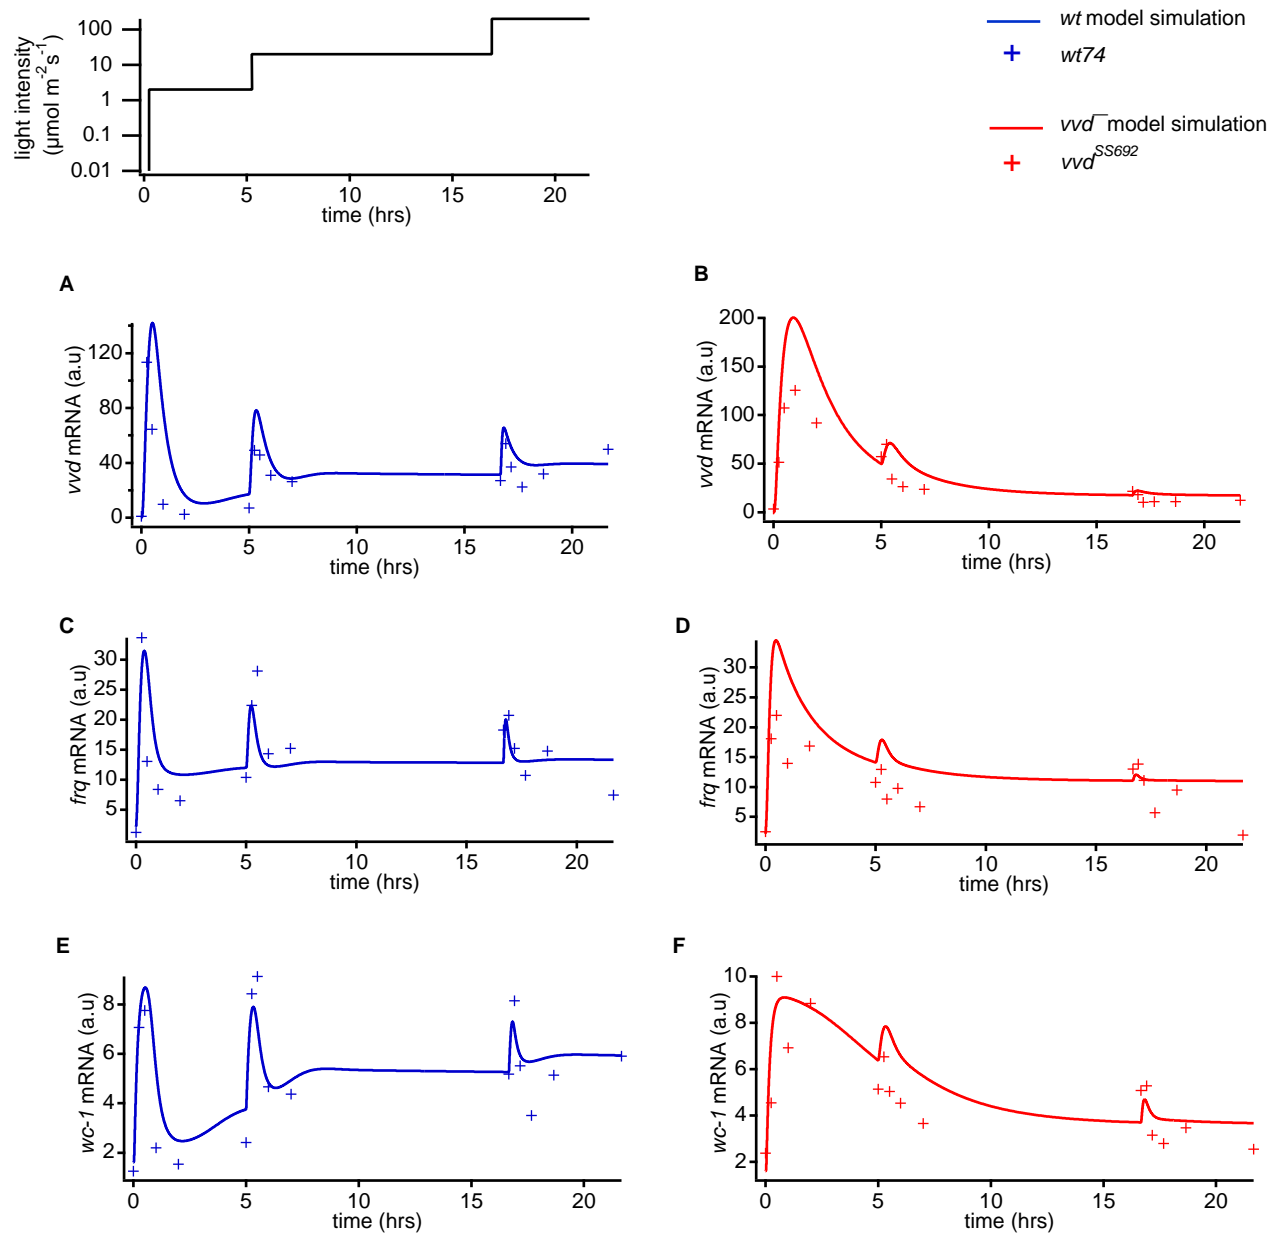 100
10
1
0.1
0.01
light intensity
(µmol m⁻²s⁻¹)
0 5 10 15 20
time (hrs)
wt model simulation
wt74
vvd⁻ model simulation
vvd^SS692
A
120
80
40
0
vvd mRNA (a.u)
0 5 10 15 20
time (hrs)
B
200
150
100
50
0
vvd mRNA (a.u)
0 5 10 15 20
time (hrs)
C
30
25
20
15
10
5
frq mRNA (a.u)
0 5 10 15 20
time (hrs)
D
30
25
20
15
10
5
frq mRNA (a.u)
0 5 10 15 20
time (hrs)
E
8
6
4
2
wc-1 mRNA (a.u)
0 5 10 15 20
time (hrs)
F
10
8
6
4
2
wc-1 mRNA (a.u)
0 5 10 15 20
time (hrs)